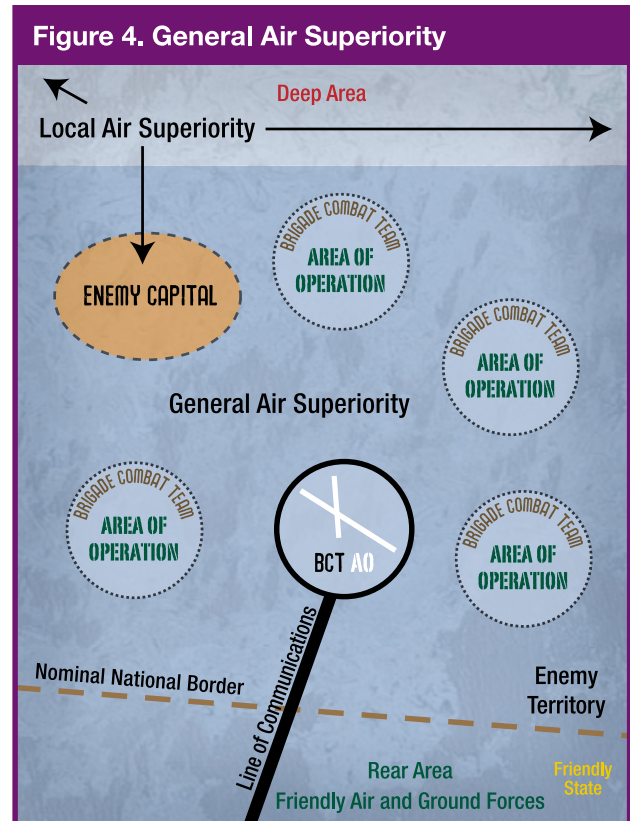 Figure 4. General Air Superiority
Deep Area
Local Air Superiority
BRIGADE COMBAT TEAM
AREA OF
OPERATION
ENEMY CAPITAL
BRIGADE COMBAT TEAM
AREA OF
OPERATION
General Air Superiority
BRIGADE COMBAT TEAM
AREA OF
OPERATION
BCT AO
BRIGADE COMBAT TEAM
AREA OF
OPERATION
Line of Communications
Nominal National Border
Enemy
Territory
Rear Area
Friendly Air and Ground Forces
Friendly
State